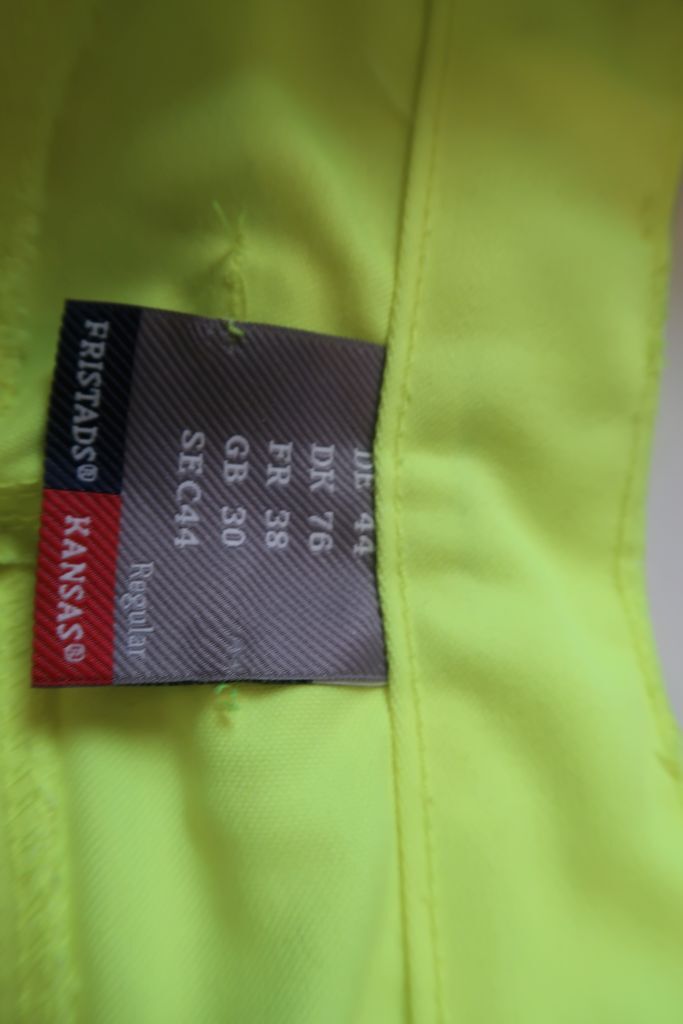 FRISTADS® KANSAS®
Regular
SEC44
GB 30
FR 38
DK 76
DE 44